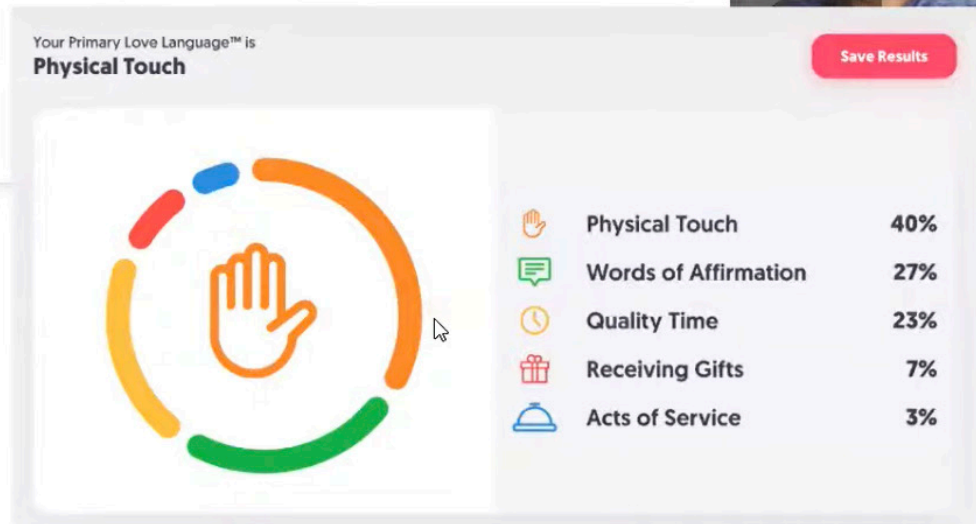 Your Primary Love Language™ is
Physical Touch
Save Results
Physical Touch 40%
Words of Affirmation 27%
Quality Time 23%
Receiving Gifts 7%
Acts of Service 3%